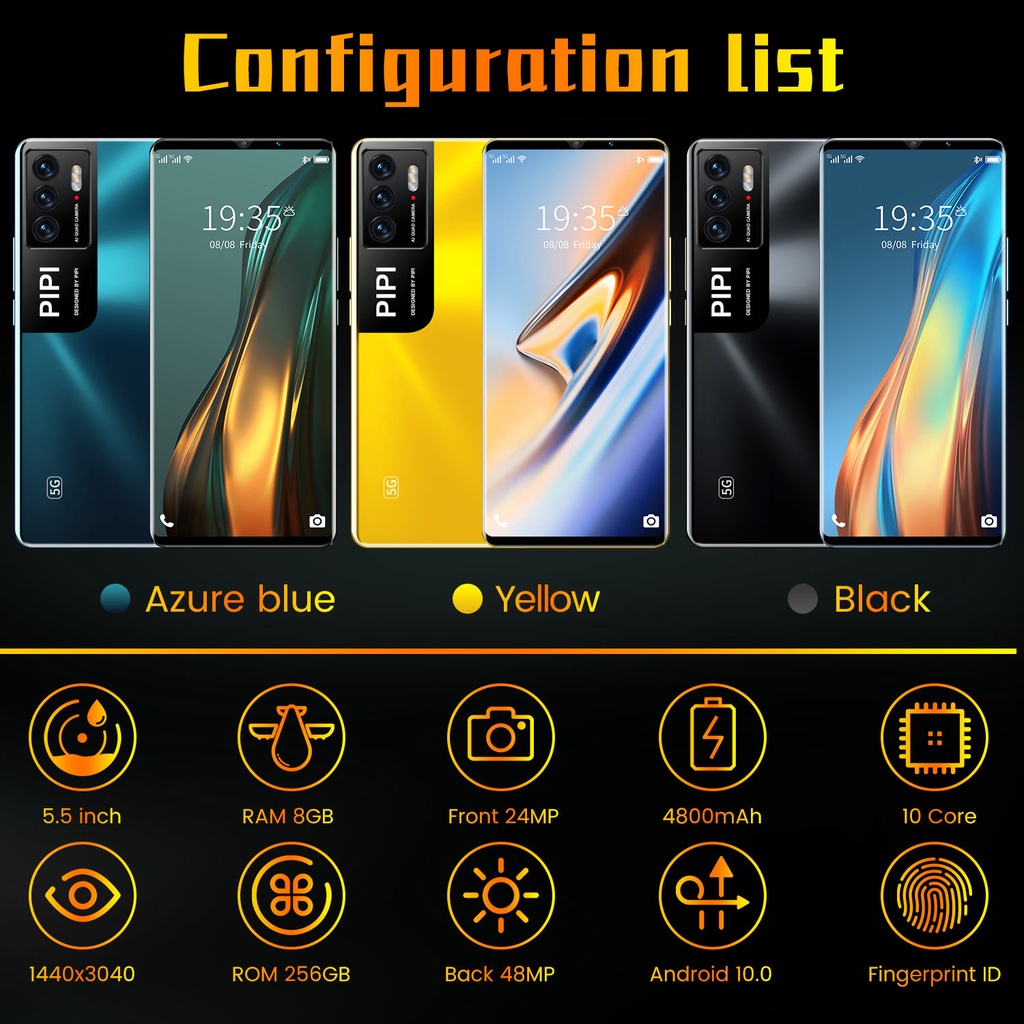 Configuration list
AI QUAD CAMERA
PIPI
DESIGNED BY PIPI
5G
19:35
08/08 Friday
AI QUAD CAMERA
PIPI
DESIGNED BY PIPI
5G
19:35
08/08 Friday
AI QUAD CAMERA
PIPI
DESIGNED BY PIPI
5G
19:35
08/08 Friday
Azure blue
Yellow
Black
5.5 inch
RAM 8GB
Front 24MP
4800mAh
10 Core
1440x3040
ROM 256GB
Back 48MP
Android 10.0
Fingerprint ID